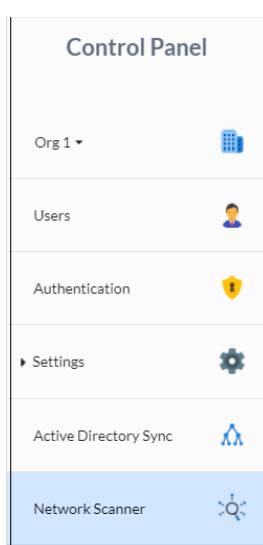 Control Panel
Org 1
Users
Authentication
Settings
Active Directory Sync
Network Scanner